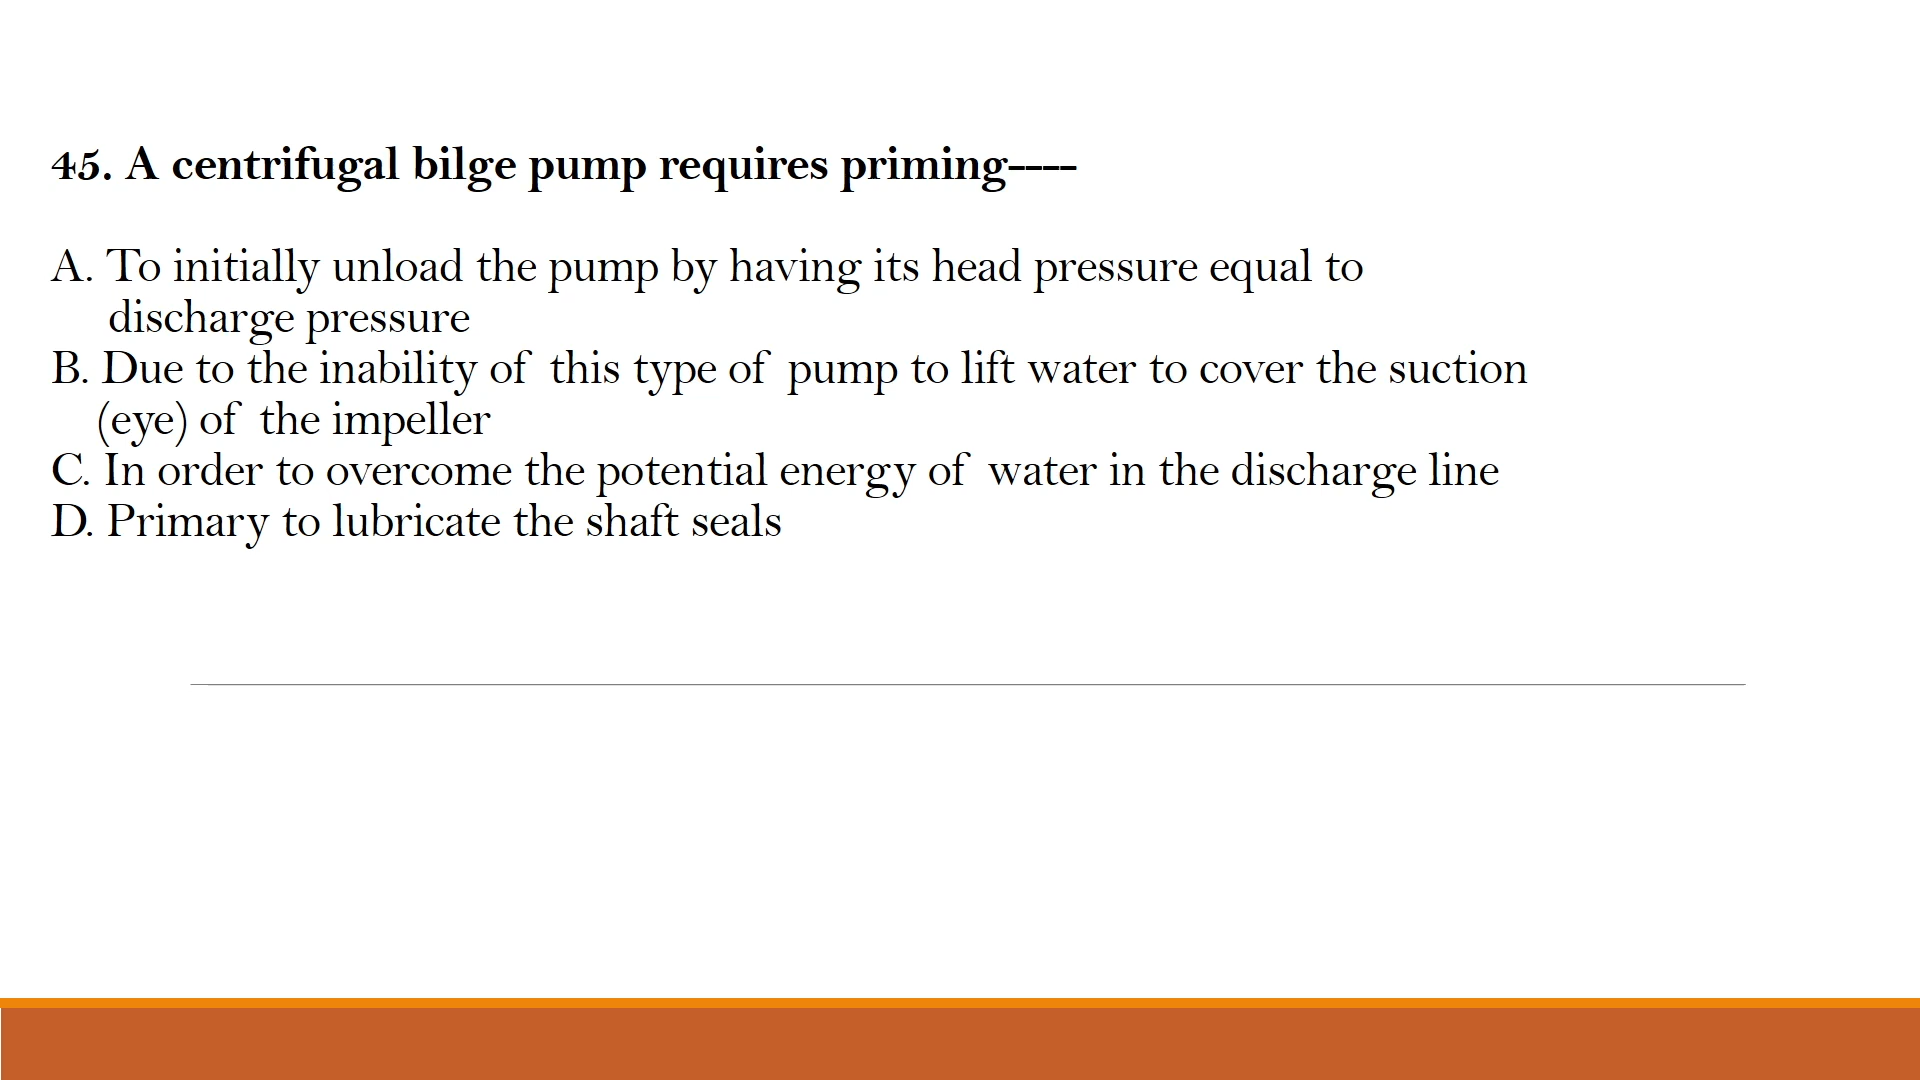 45. A centrifugal bilge pump requires priming----
A. To initially unload the pump by having its head pressure equal to
discharge pressure
B. Due to the inability of this type of pump to lift water to cover the suction
(eye) of the impeller
C. In order to overcome the potential energy of water in the discharge line
D. Primary to lubricate the shaft seals